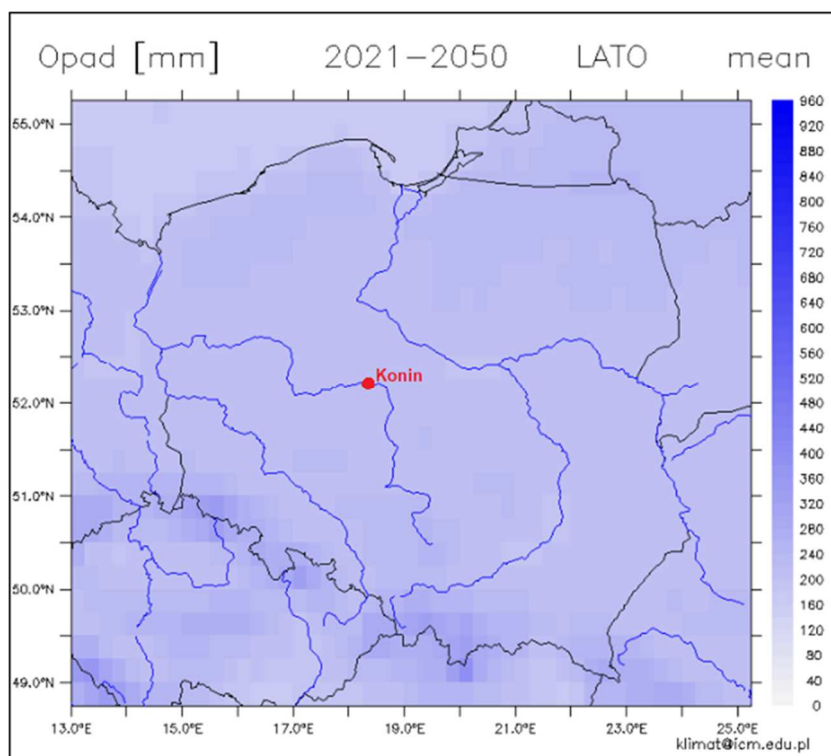 Opad [mm] 2021-2050 LATO mean
55.0°N
54.0°N
53.0°N
52.0°N
51.0°N
50.0°N
49.0°N
13.0°E 15.0°E 17.0°E 19.0°E 21.0°E 23.0°E 25.0°E
Konin
960
920
880
840
800
760
720
680
640
600
560
520
480
440
400
360
320
280
240
200
160
120
80
40
0
klimat@icm.edu.pl